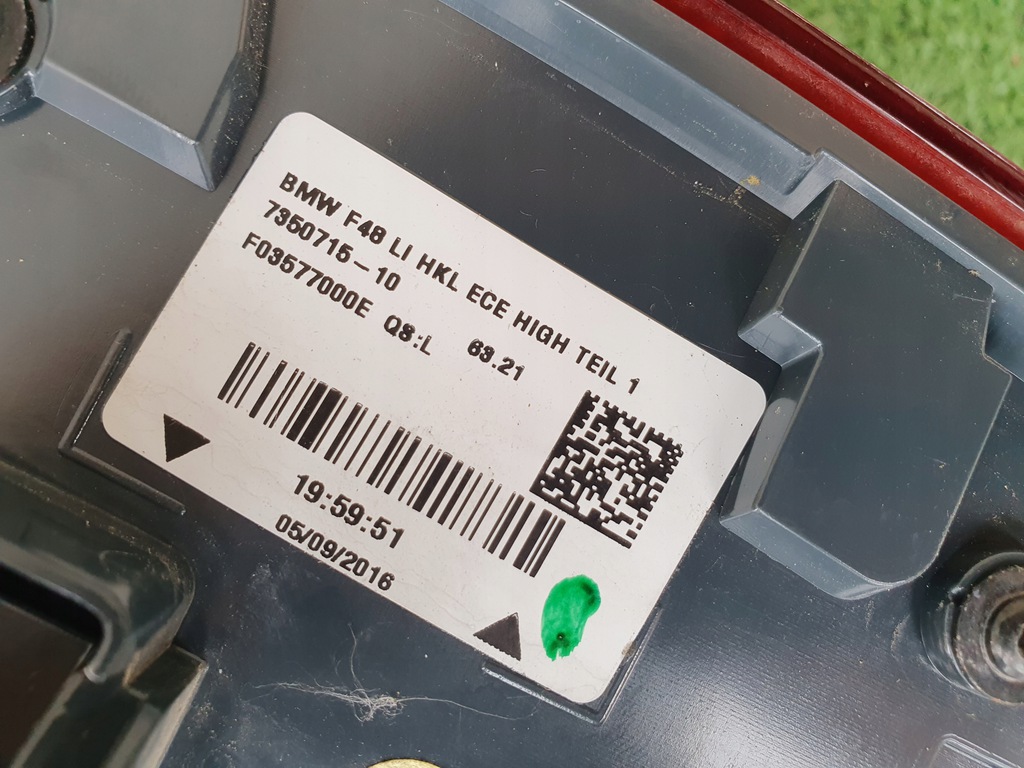 BMW F48 LI HKL ECE HIGH TEIL 1
7350715-10
F03577000E Q8:L 63.21
19:59:51
05/09/2016